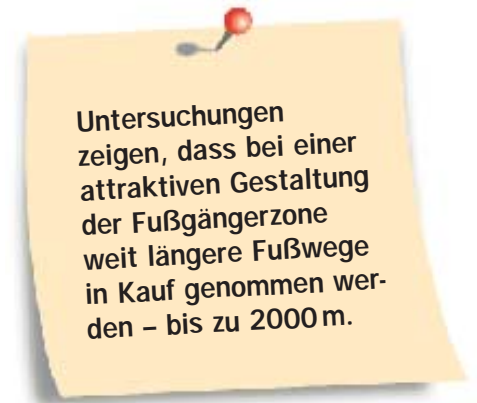 Untersuchungen
zeigen, dass bei einer
attraktiven Gestaltung
der Fußgängerzone
weit längere Fußwege
in Kauf genommen wer-
den – bis zu 2000 m.